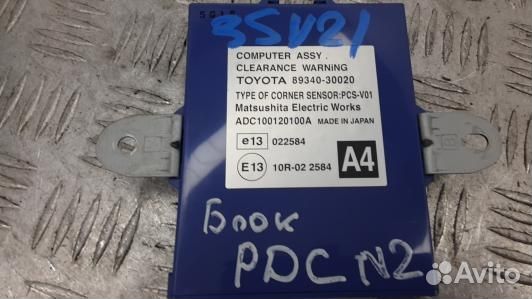 35V21
COMPUTER ASSY .
CLEARANCE WARNING
TOYOTA 89340-30020
TYPE OF CORNER SENSOR:PCS-V01
Matsushita Electric Works
ADC100120100A MADE IN JAPAN
e13 022584
E13 10R-02 2584 A4
Блок
PDC N2
Avito